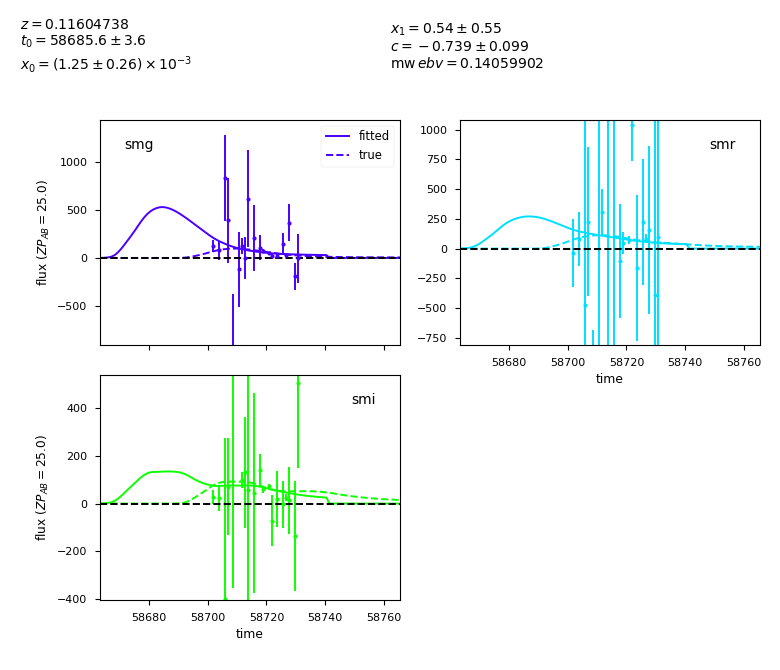 z = 0.11604738
t₀ = 58685.6 ± 3.6
x₀ = (1.25 ± 0.26) × 10⁻³
x₁ = 0.54 ± 0.55
c = −0.739 ± 0.099
mw ebv = 0.14059902
smg
fitted
true
1000
500
0
−500
flux (ZP_AB = 25.0)
smr
1000
750
500
250
0
−250
−500
−750
58680 58700 58720 58740 58760
time
smi
400
200
0
−200
−400
flux (ZP_AB = 25.0)
58680 58700 58720 58740 58760
time